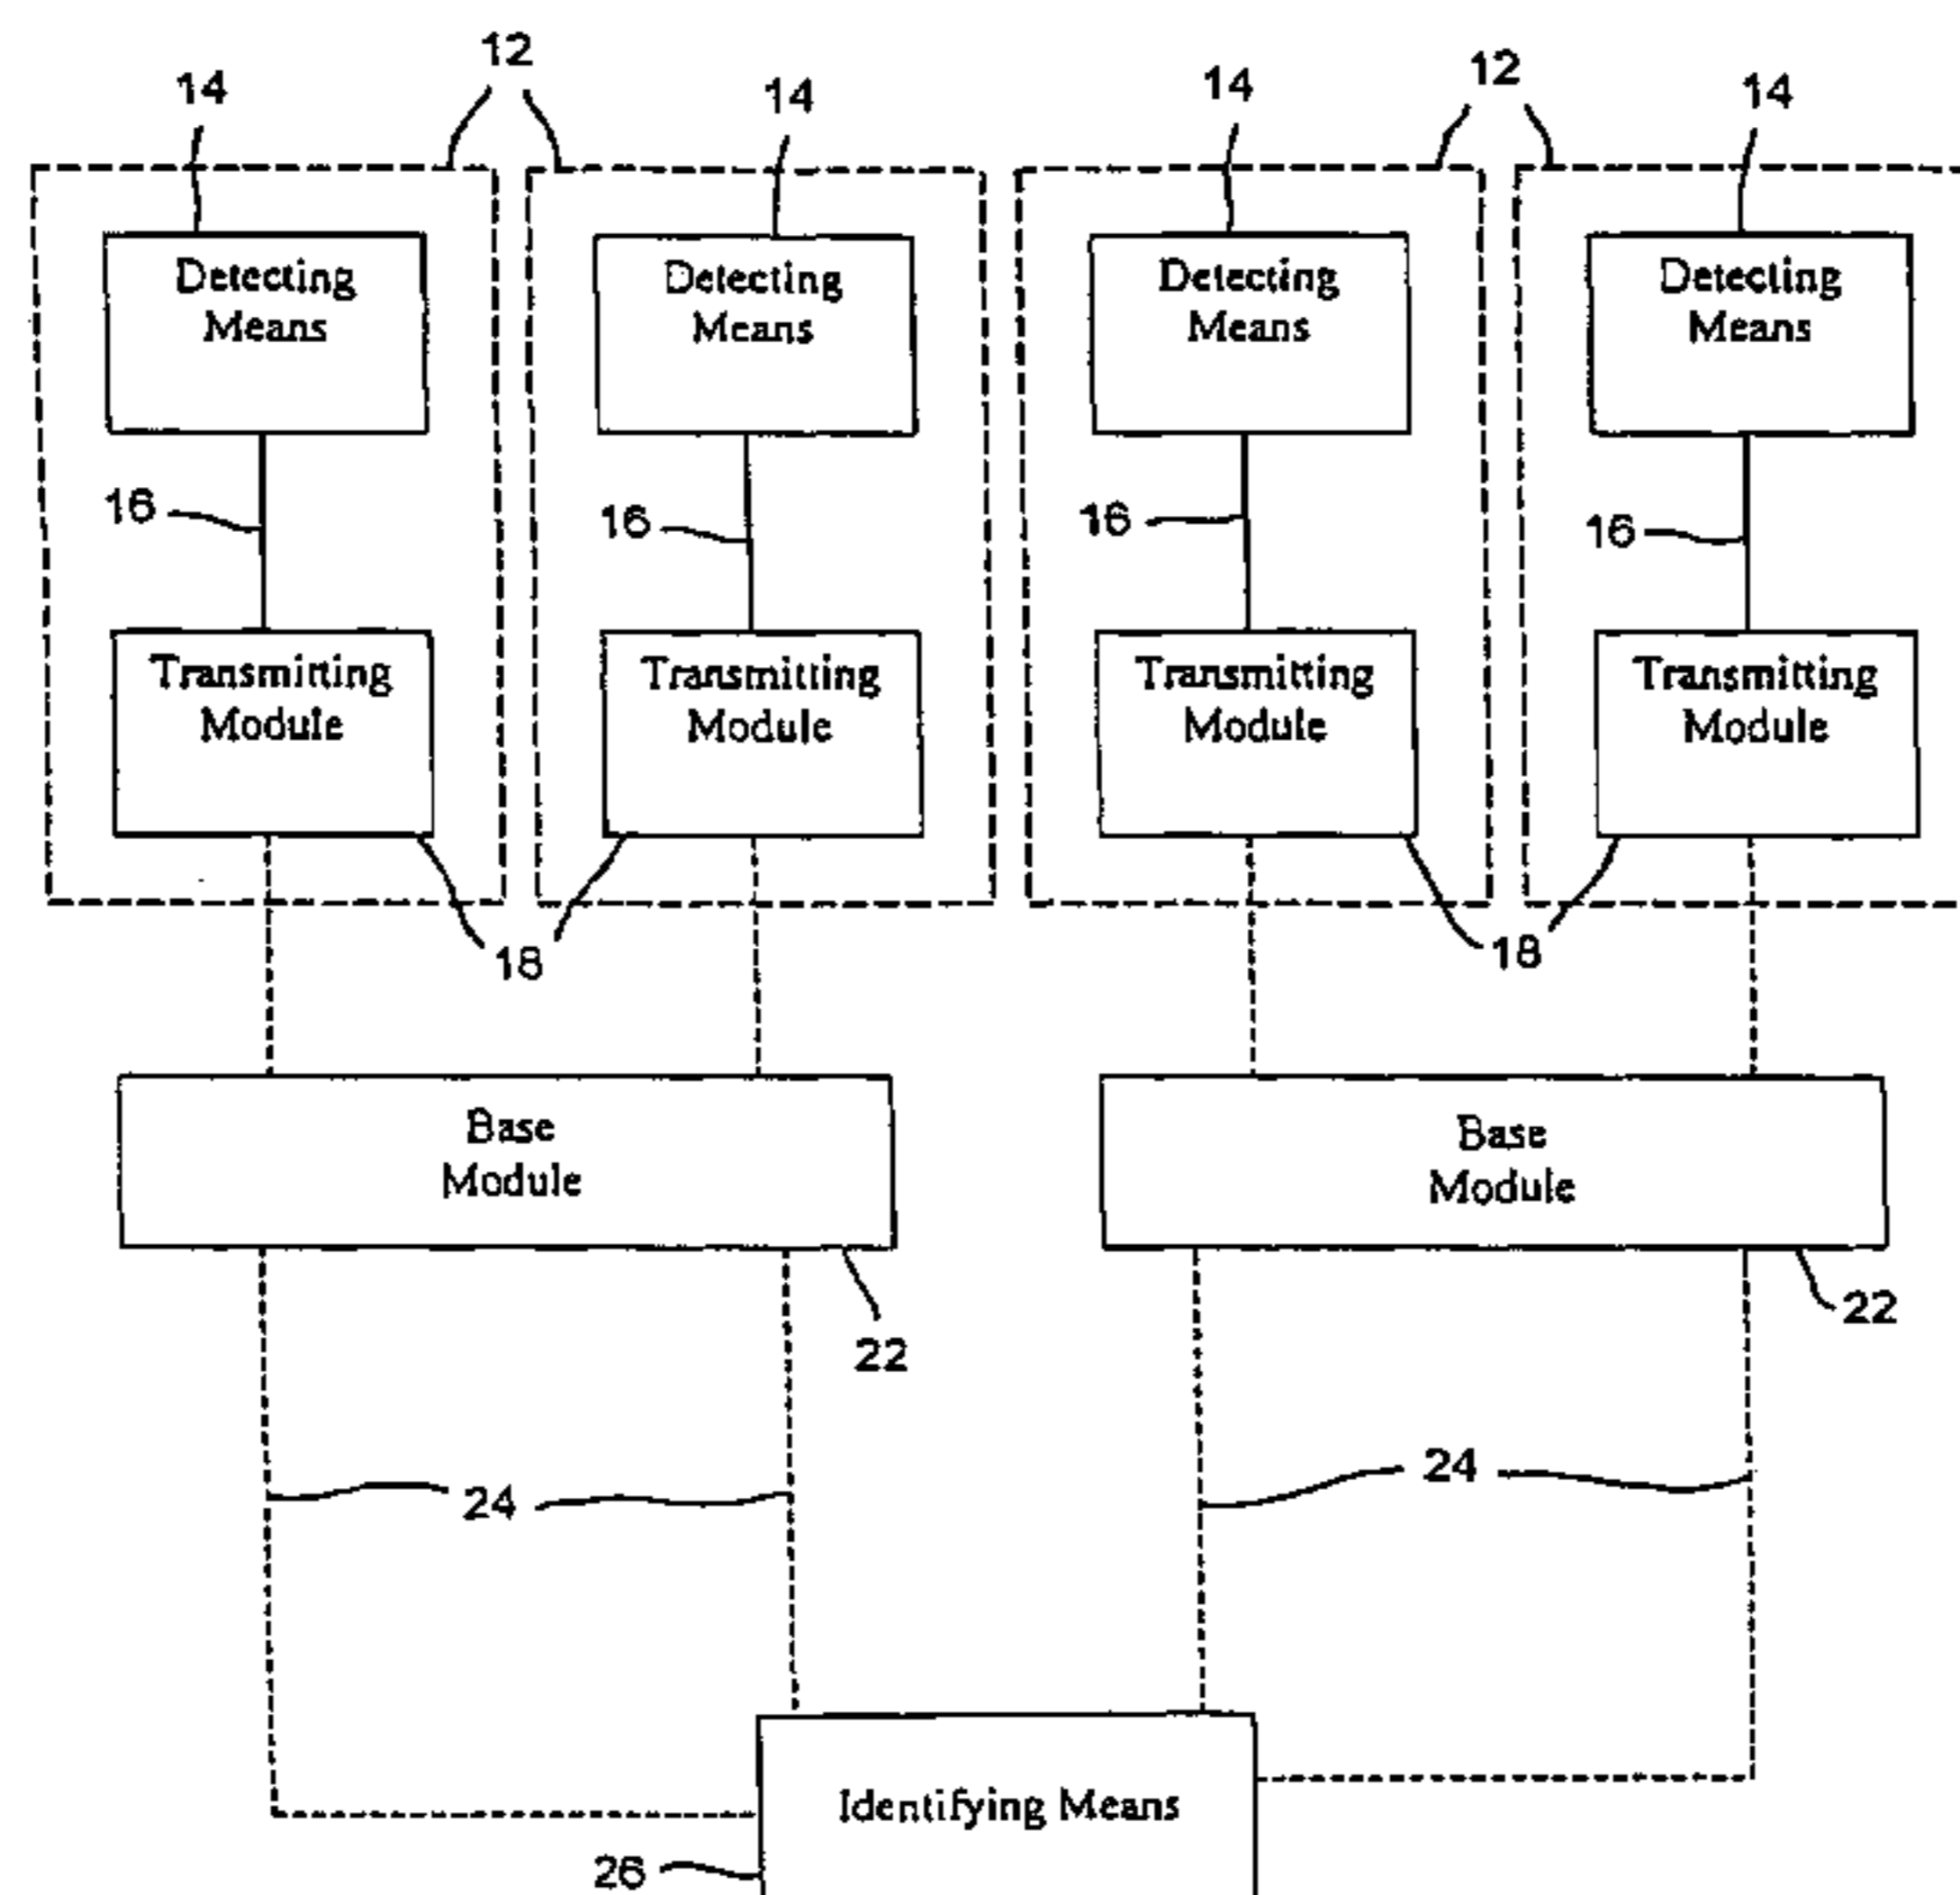 12
12
14
14
14
14
Detecting
Means
Detecting
Means
Detecting
Means
Detecting
Means
16
16
16
16
Transmitting
Module
Transmitting
Module
Transmitting
Module
Transmitting
Module
18
18
Base
Module
Base
Module
22
22
24
24
Identifying Means
26